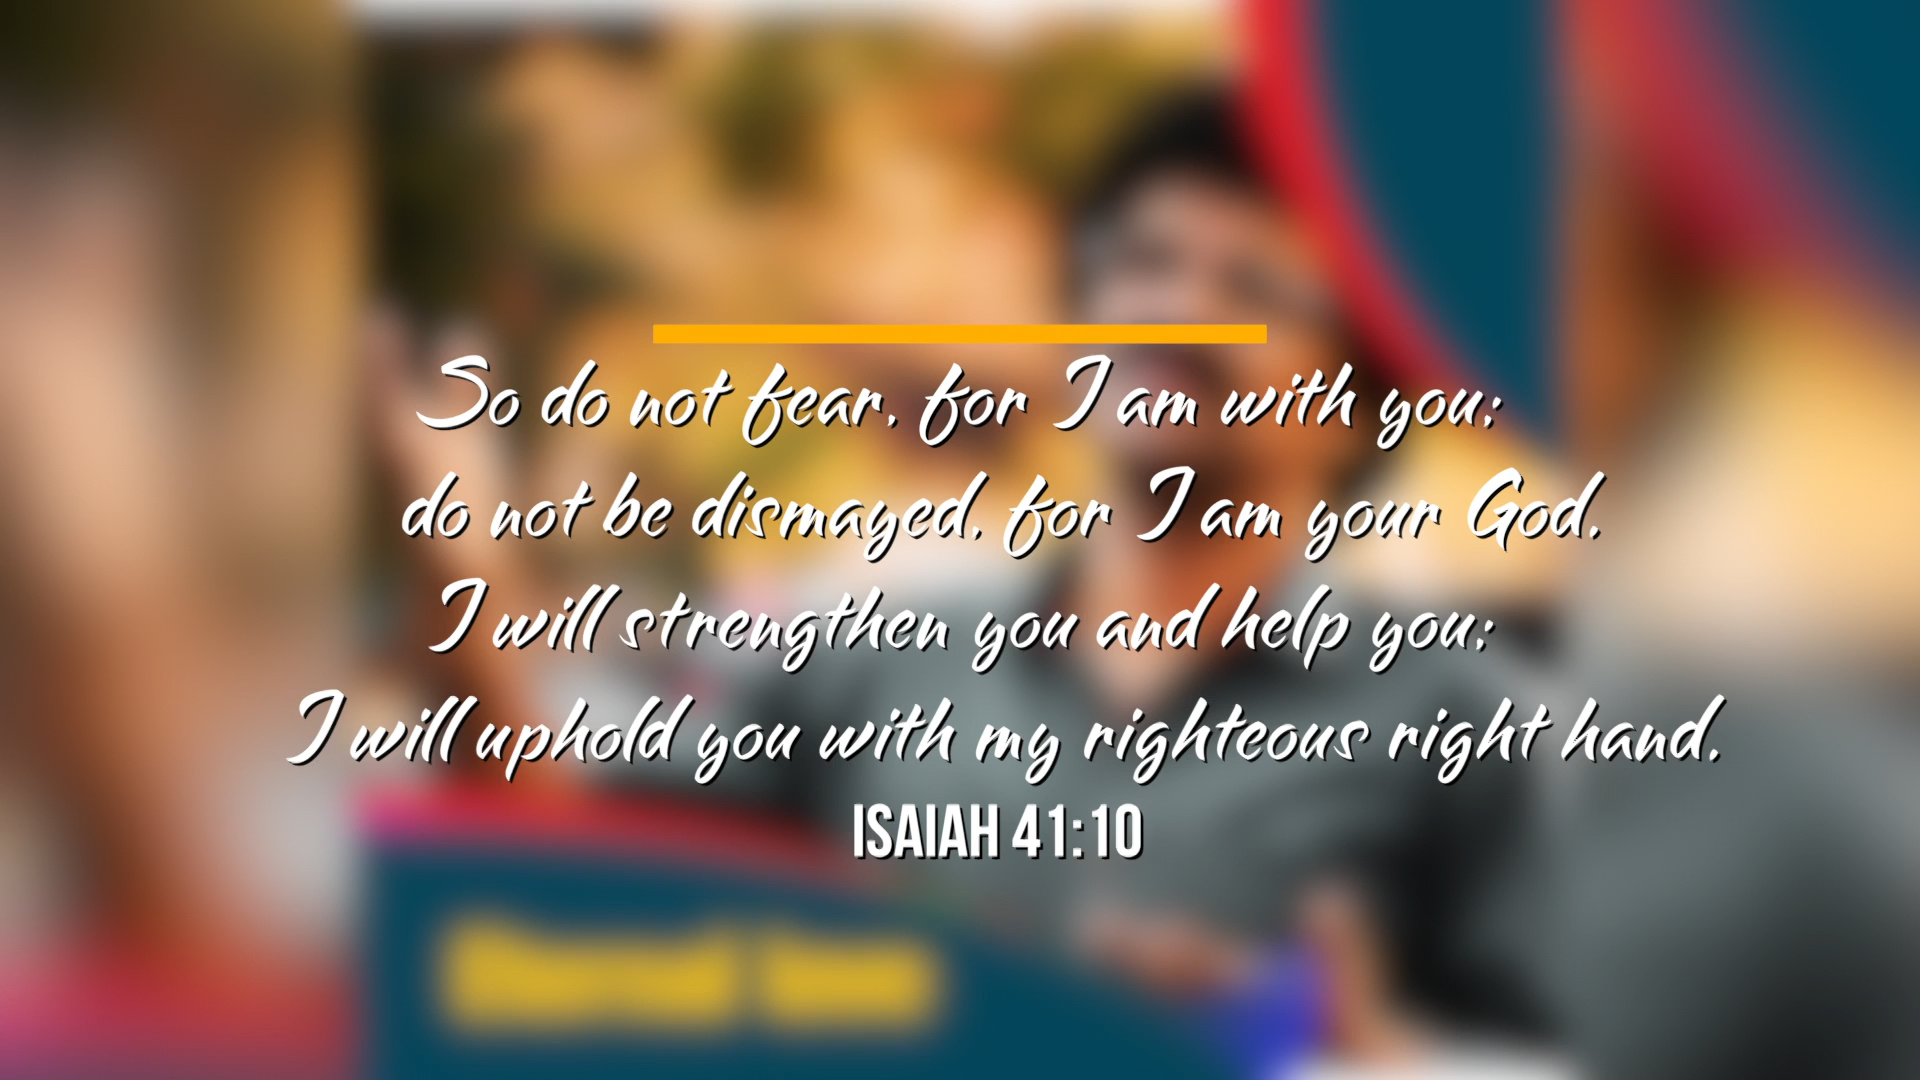 So do not fear, for I am with you;
do not be dismayed, for I am your God.
I will strengthen you and help you;
I will uphold you with my righteous right hand.
ISAIAH 41:10